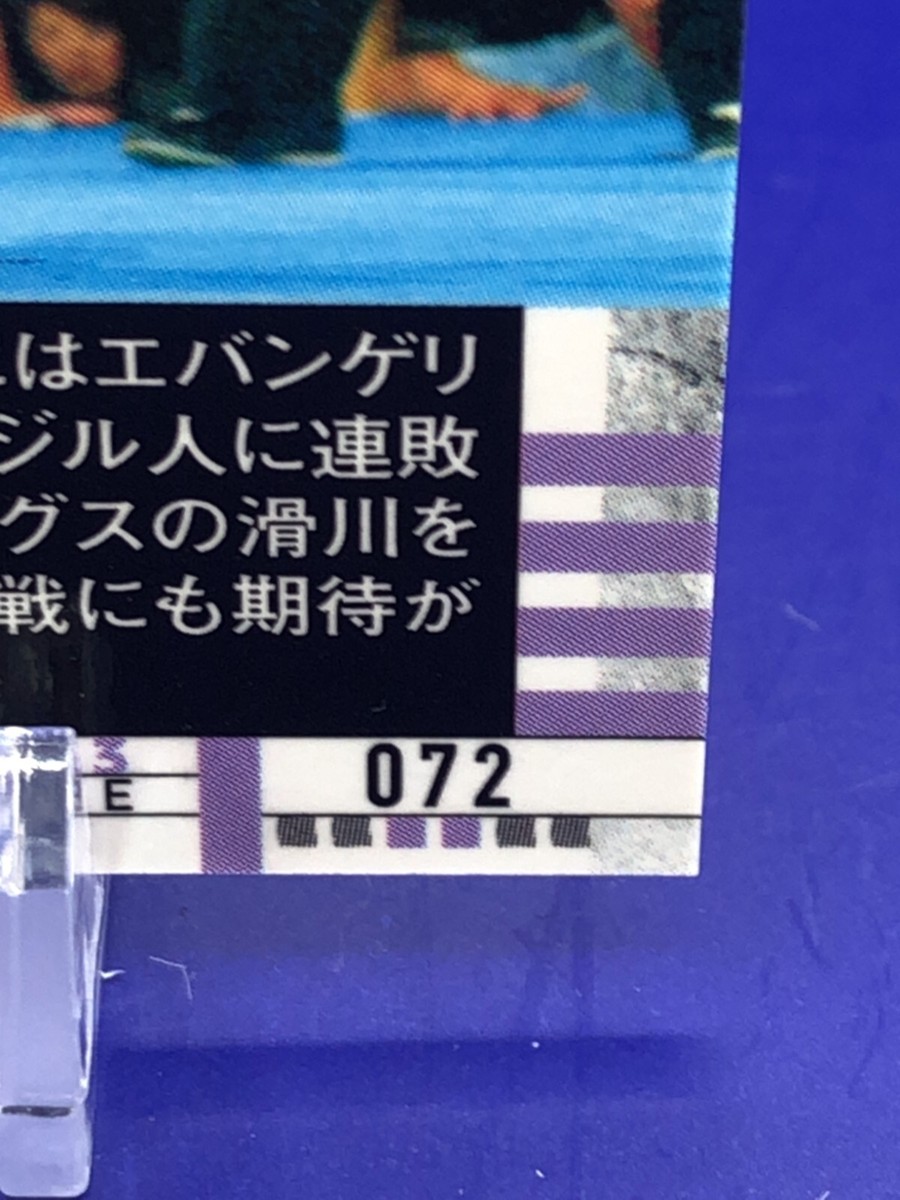 はエバンゲリ
ジル人に連敗
グスの滑川を
戦にも期待が
3
E
072